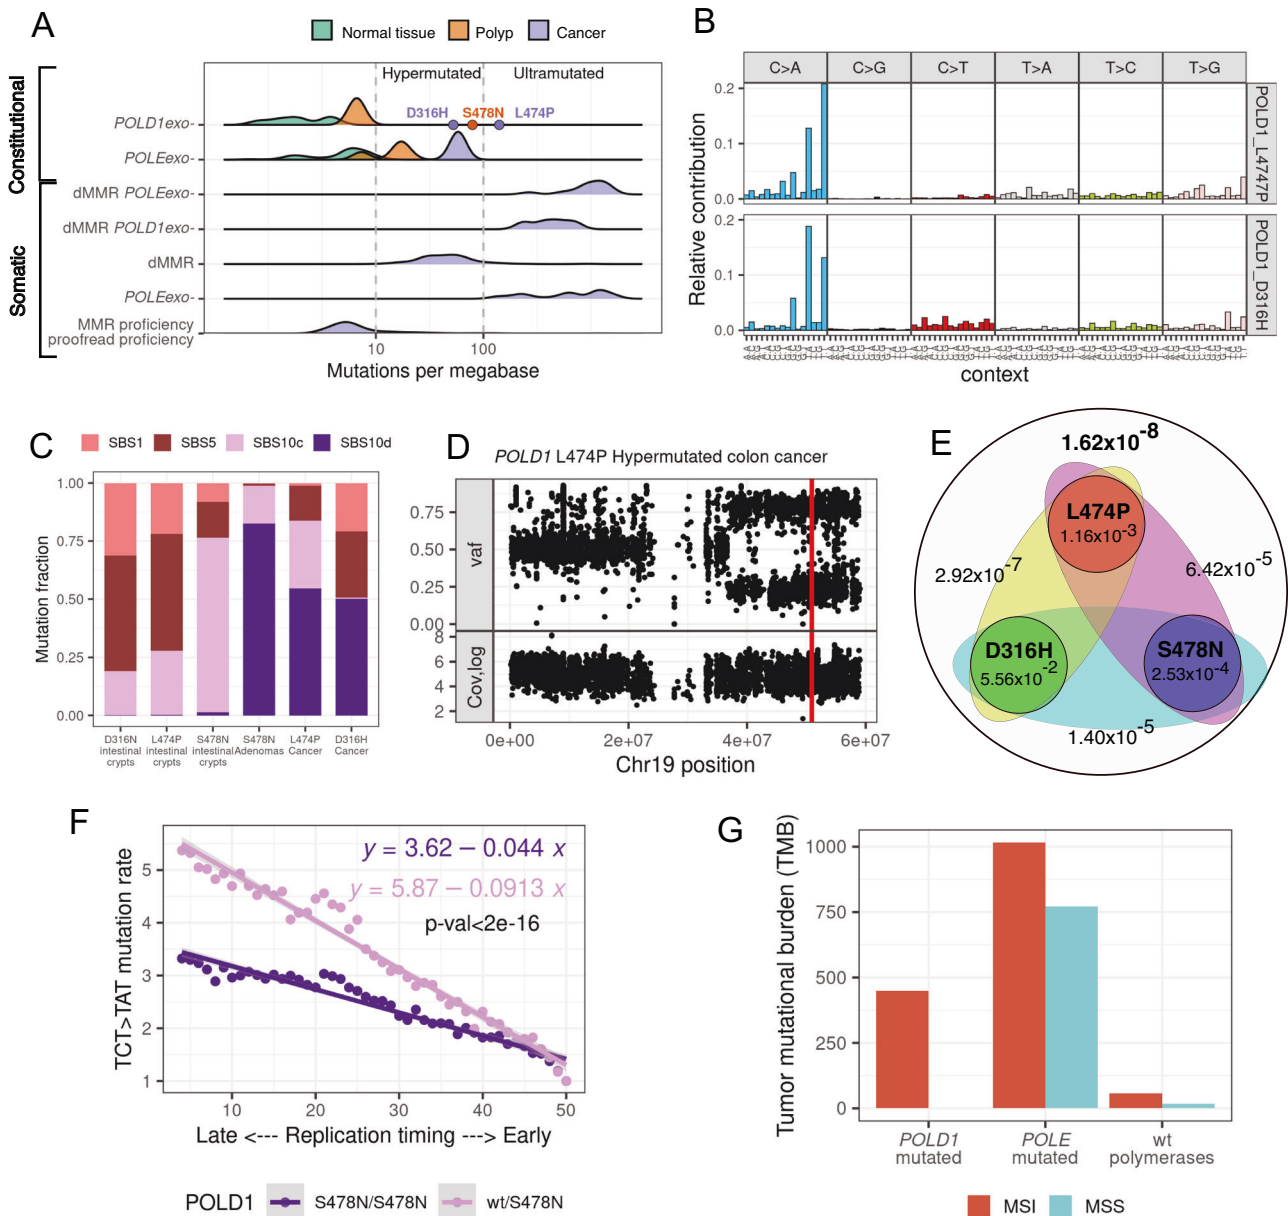 A
Normal tissue
Polyp
Cancer
Hypermutated
Ultramutated
D316H
S478N
L474P
Constitutional
Somatic
POLD1exo-
POLEexo-
dMMR POLEexo-
dMMR POLD1exo-
dMMR
POLEexo-
MMR proficiency
proofread proficiency
10
100
Mutations per megabase
B
C>A
C>G
C>T
T>A
T>C
T>G
0.2
0.1
0.0
POLD1_L4747P
0.2
0.1
0.0
POLD1_D316H
Relative contribution
context
C
SBS1
SBS5
SBS10c
SBS10d
1.00
0.75
0.50
0.25
0.00
Mutation fraction
D316N
intestinal
crypts
L474P
intestinal
crypts
S478N
intestinal
crypts
S478N
Adenomas
L474P
Cancer
D316H
Cancer
D
POLD1 L474P Hypermutated colon cancer
vaf
0.75
0.50
0.25
0.00
Cov,log
8
6
4
2
0e+00
2e+07
4e+07
6e+07
Chr19 position
E
1.62x10-8
L474P
1.16x10-3
2.92x10-7
6.42x10-5
D316H
5.56x10-2
S478N
2.53x10-4
1.40x10-5
F
y = 3.62 − 0.044 x
y = 5.87 − 0.0913 x
p-val<2e-16
5
4
3
2
1
TCT>TAT mutation rate
10
20
30
40
50
Late <--- Replication timing ---> Early
POLD1
S478N/S478N
wt/S478N
G
1000
750
500
250
0
Tumor mutational burden (TMB)
POLD1
mutated
POLE
mutated
wt
polymerases
MSI
MSS